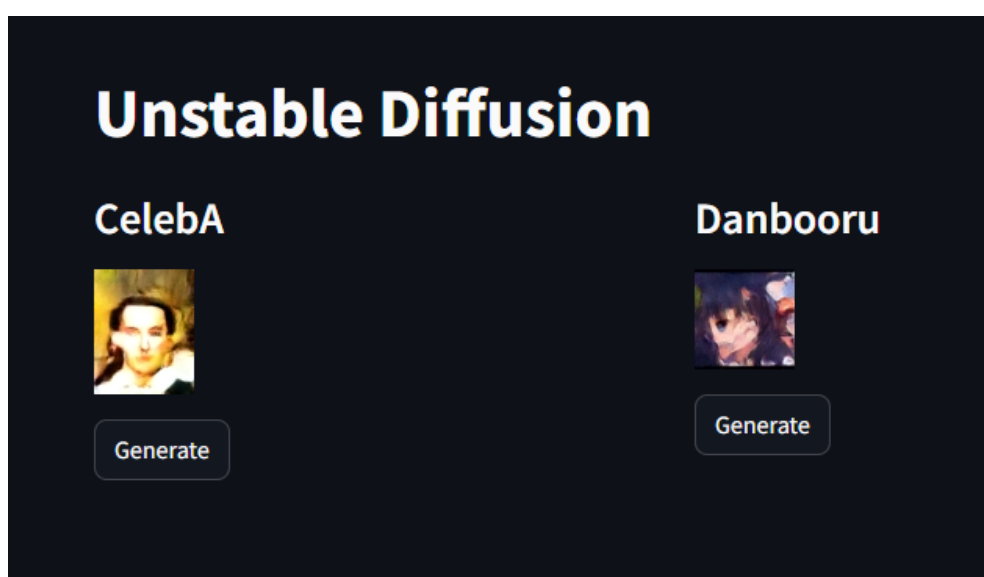 Unstable Diffusion
CelebA
Danbooru
Generate
Generate